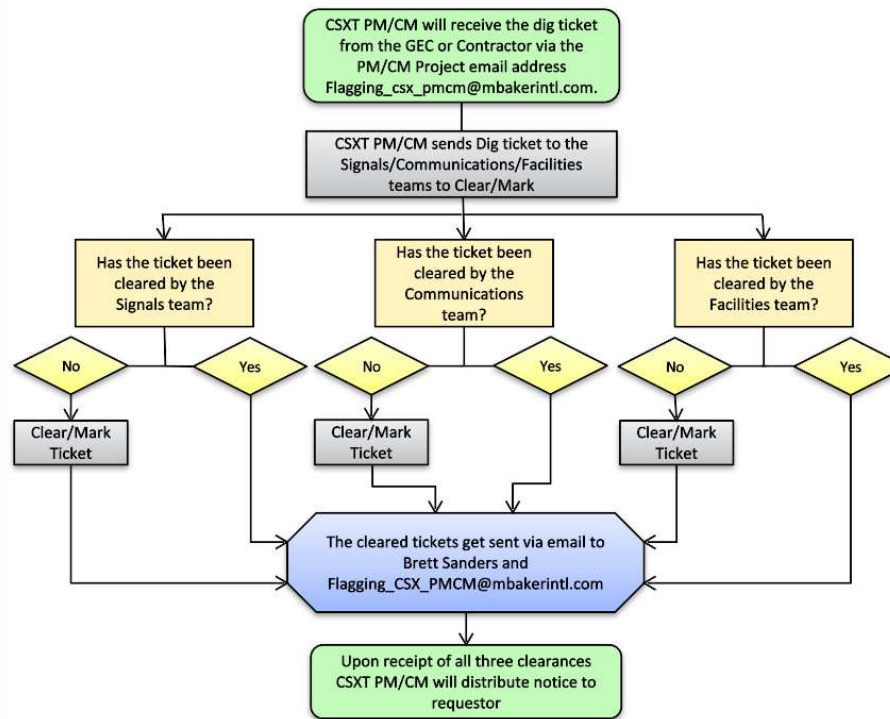 CSXT PM/CM will receive the dig ticket
from the GEC or Contractor via the
PM/CM Project email address
Flagging_csx_pmcm@mbakerintl.com.
CSXT PM/CM sends Dig ticket to the
Signals/Communications/Facilities
teams to Clear/Mark
Has the ticket been
cleared by the
Signals team?
Has the ticket been
cleared by the
Communications
team?
Has the ticket been
cleared by the
Facilities team?
No
Yes
No
Yes
No
Yes
Clear/Mark
Ticket
Clear/Mark
Ticket
Clear/Mark
Ticket
The cleared tickets get sent via email to
Brett Sanders and
Flagging_CSX_PMCM@mbakerintl.com
Upon receipt of all three clearances
CSXT PM/CM will distribute notice to
requestor